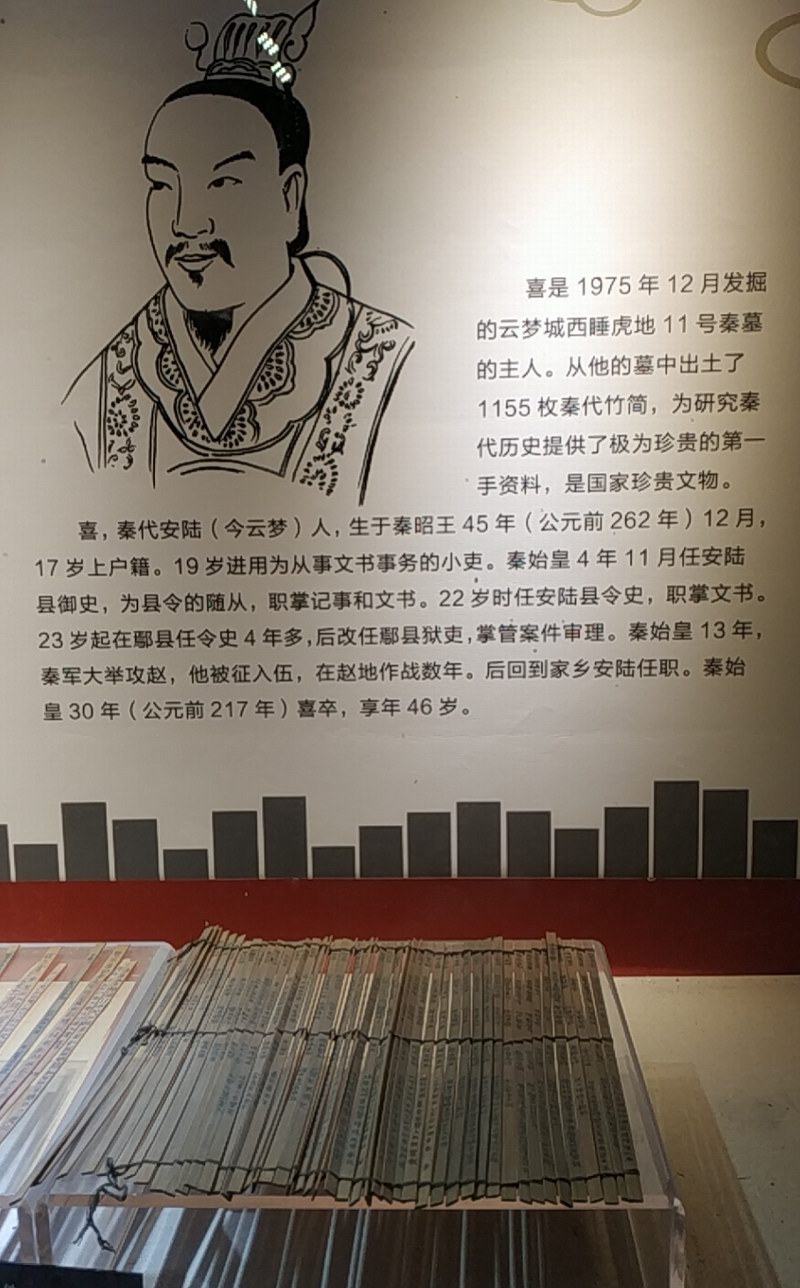 喜是 1975 年 12 月发掘
的云梦城西睡虎地 11 号秦墓
的主人。从他的墓中出土了
1155 枚秦代竹简，为研究秦
代历史提供了极为珍贵的第一
手资料，是国家珍贵文物。
喜，秦代安陆（今云梦）人，生于秦昭王 45 年（公元前 262 年）12 月，
17 岁上户籍。19 岁进用为从事文书事务的小吏。秦始皇 4 年 11 月任安陆
县御史，为县令的随从，职掌记事和文书。22 岁时任安陆县令史，职掌文书。
23 岁起在鄢县任令史 4 年多，后改任鄢县狱吏，掌管案件审理。秦始皇 13 年，
秦军大举攻赵，他被征入伍，在赵地作战数年。后回到家乡安陆任职。秦始
皇 30 年（公元前 217 年）喜卒，享年 46 岁。